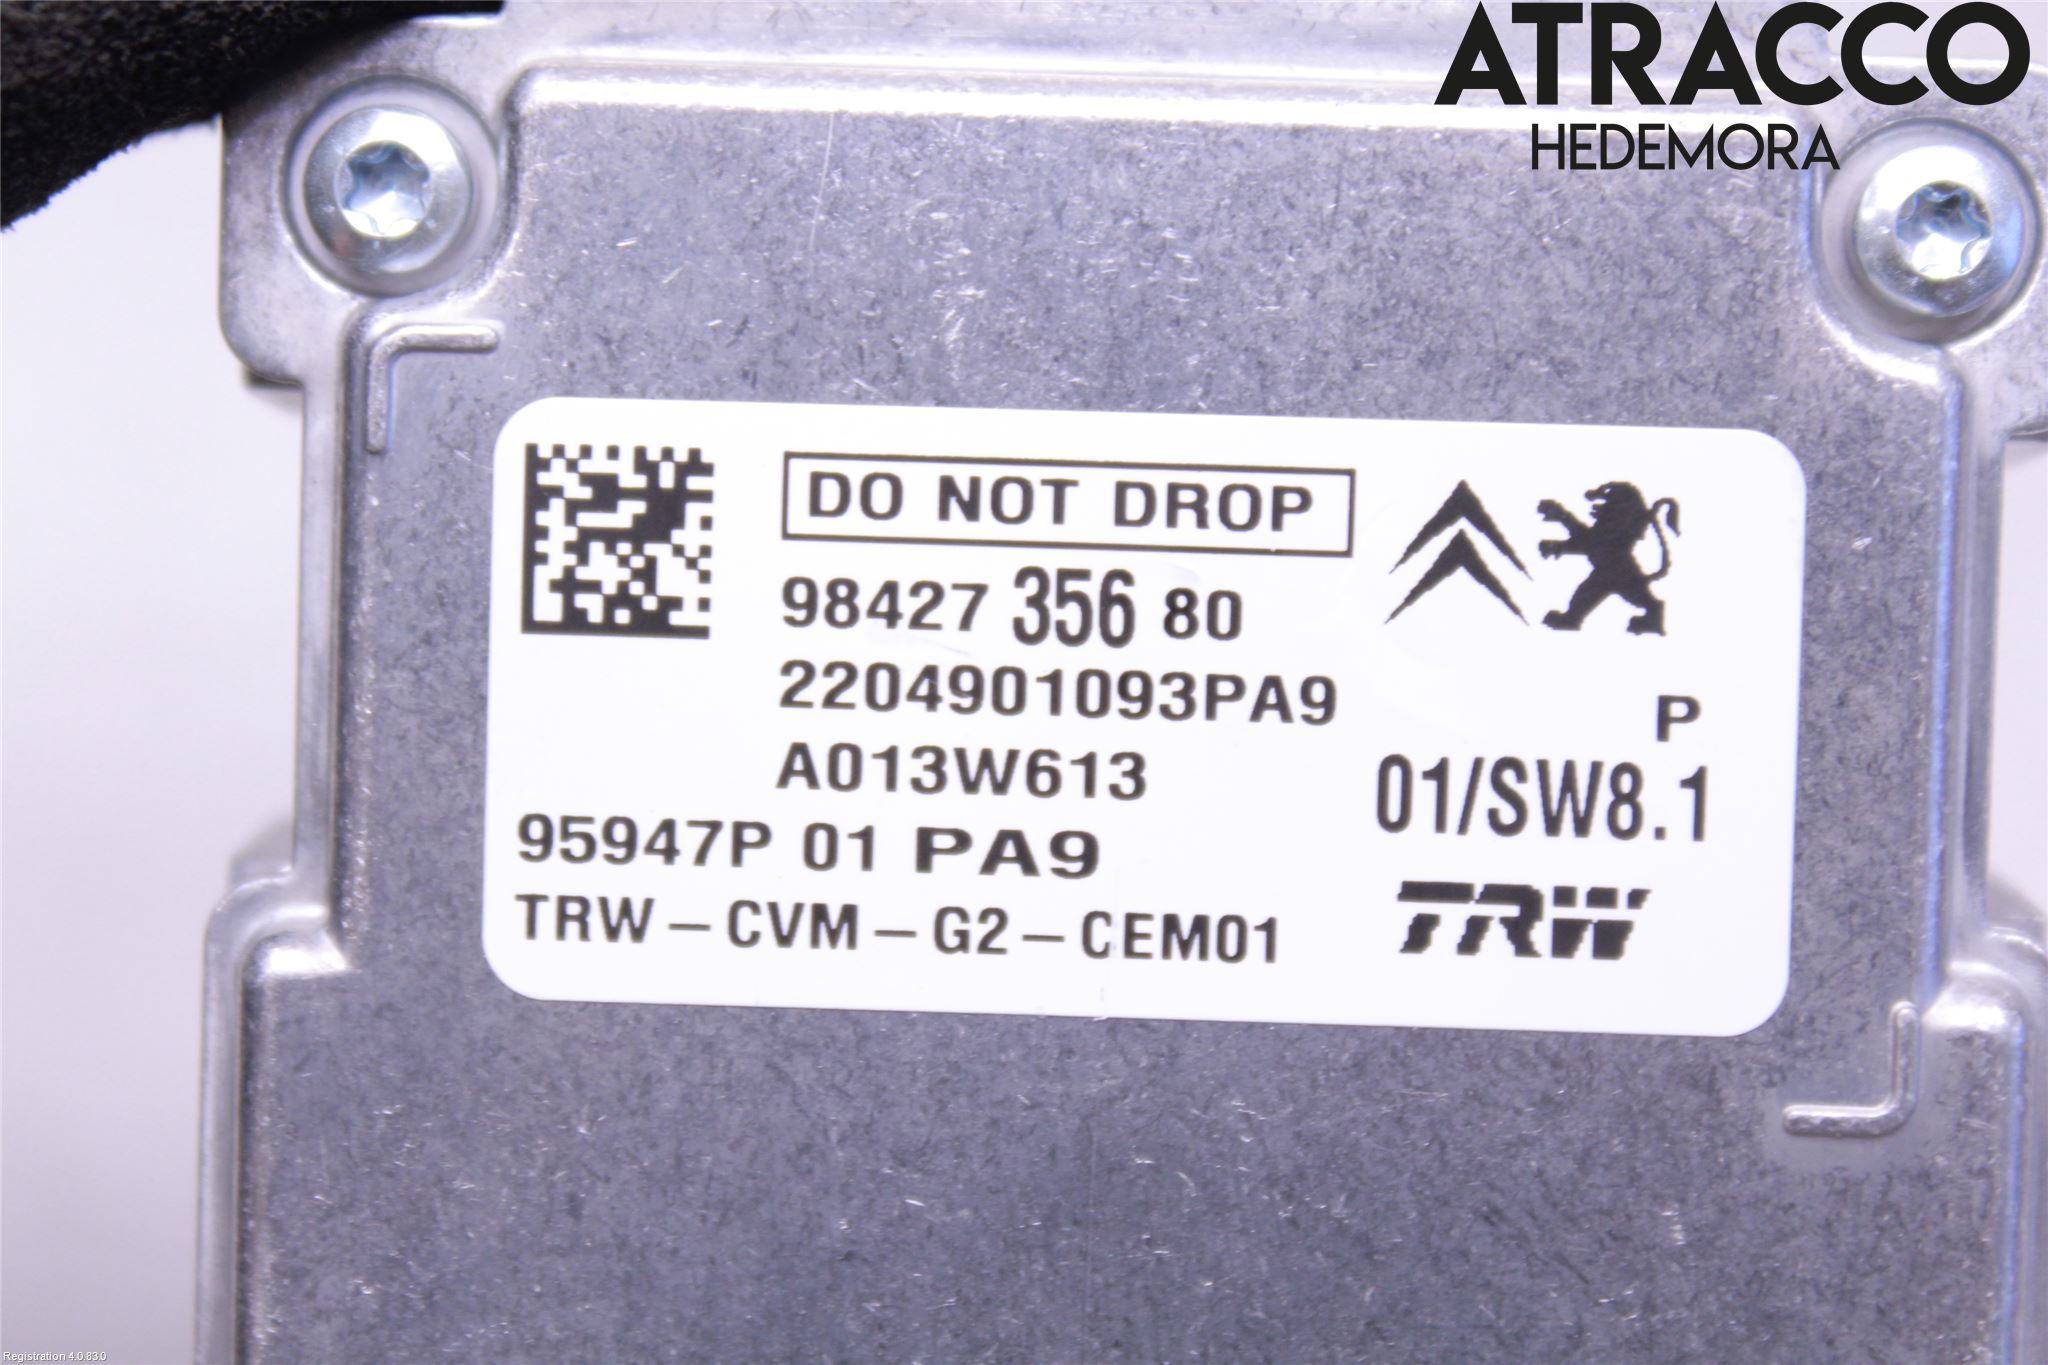 ATRACCO
HEDEMORA
DO NOT DROP
98427 356 80
2204901093PA9
P
A013W613
01/SW8.1
95947P 01 PA9
TRW-CVM-G2-CEM01
TRW
Registration 4.0.83.0